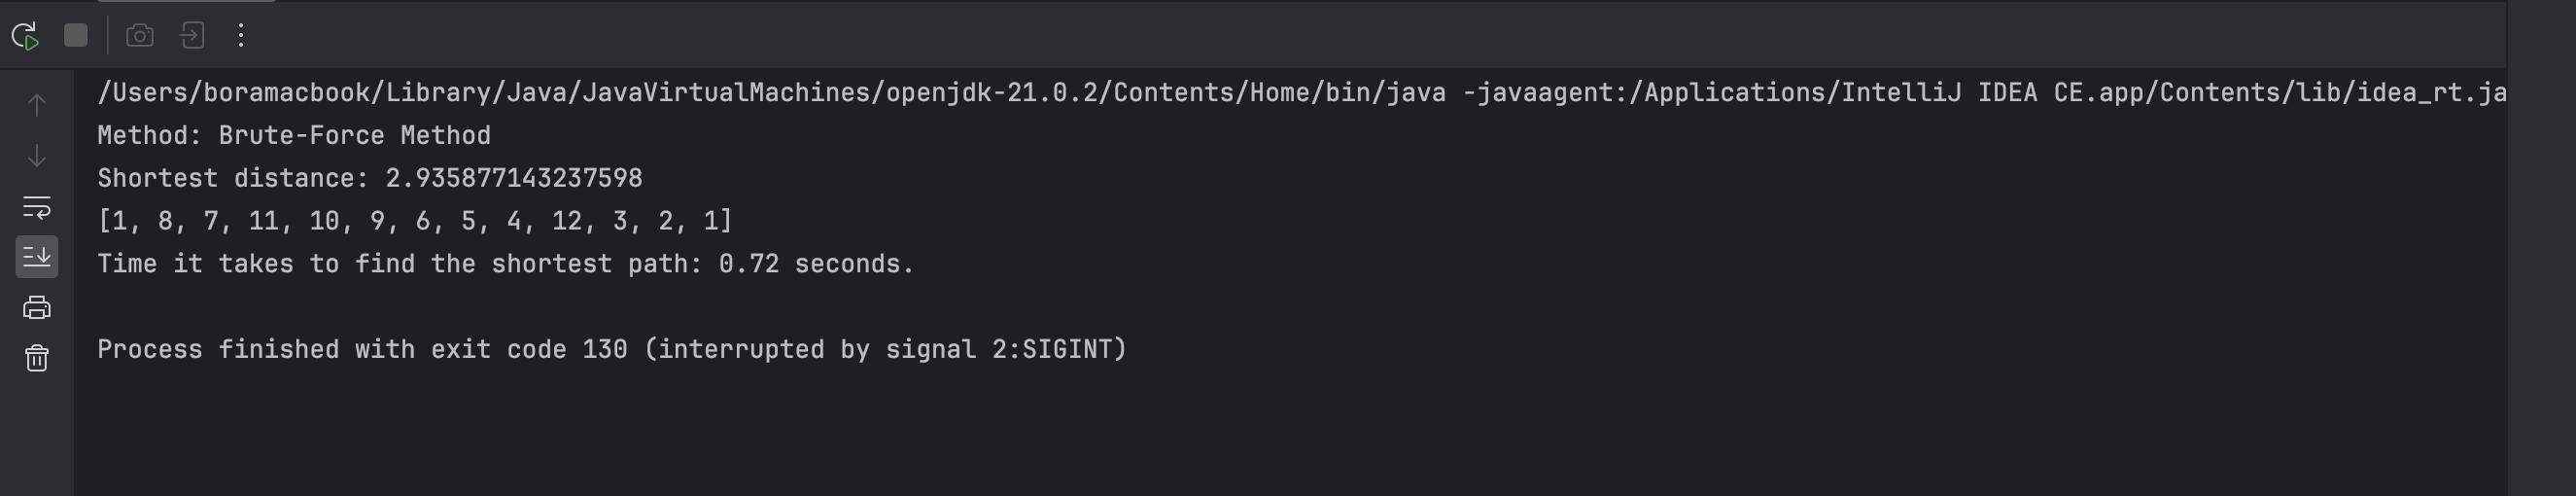 /Users/boramacbook/Library/Java/JavaVirtualMachines/openjdk-21.0.2/Contents/Home/bin/java -javaagent:/Applications/IntelliJ IDEA CE.app/Contents/lib/idea_rt.ja
Method: Brute-Force Method
Shortest distance: 2.935877143237598
[1, 8, 7, 11, 10, 9, 6, 5, 4, 12, 3, 2, 1]
Time it takes to find the shortest path: 0.72 seconds.
Process finished with exit code 130 (interrupted by signal 2:SIGINT)